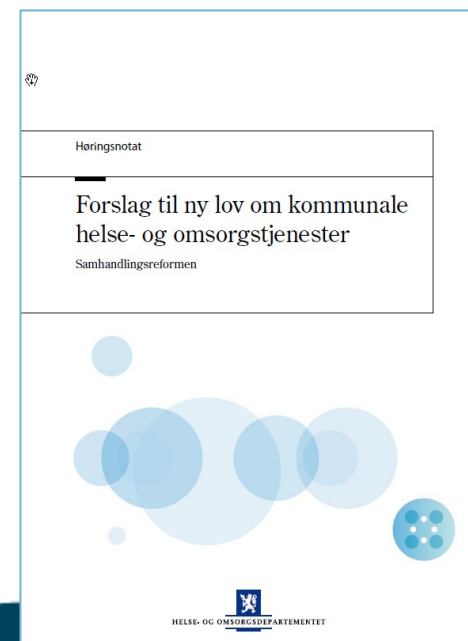 Høringsnotat
Forslag til ny lov om kommunale
helse- og omsorgstjenester
Samhandlingsreformen
HELSE- OG OMSORGSDEPARTEMENTET